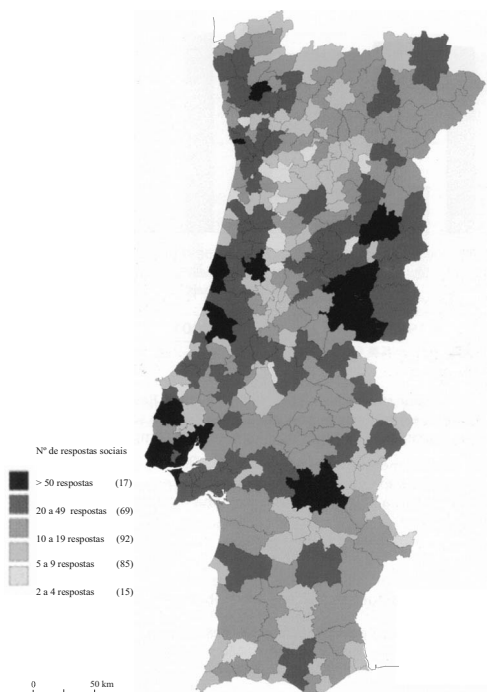 Nº de respostas sociais
> 50 respostas (17)
20 a 49 respostas (69)
10 a 19 respostas (92)
5 a 9 respostas (85)
2 a 4 respostas (15)
0 50 km